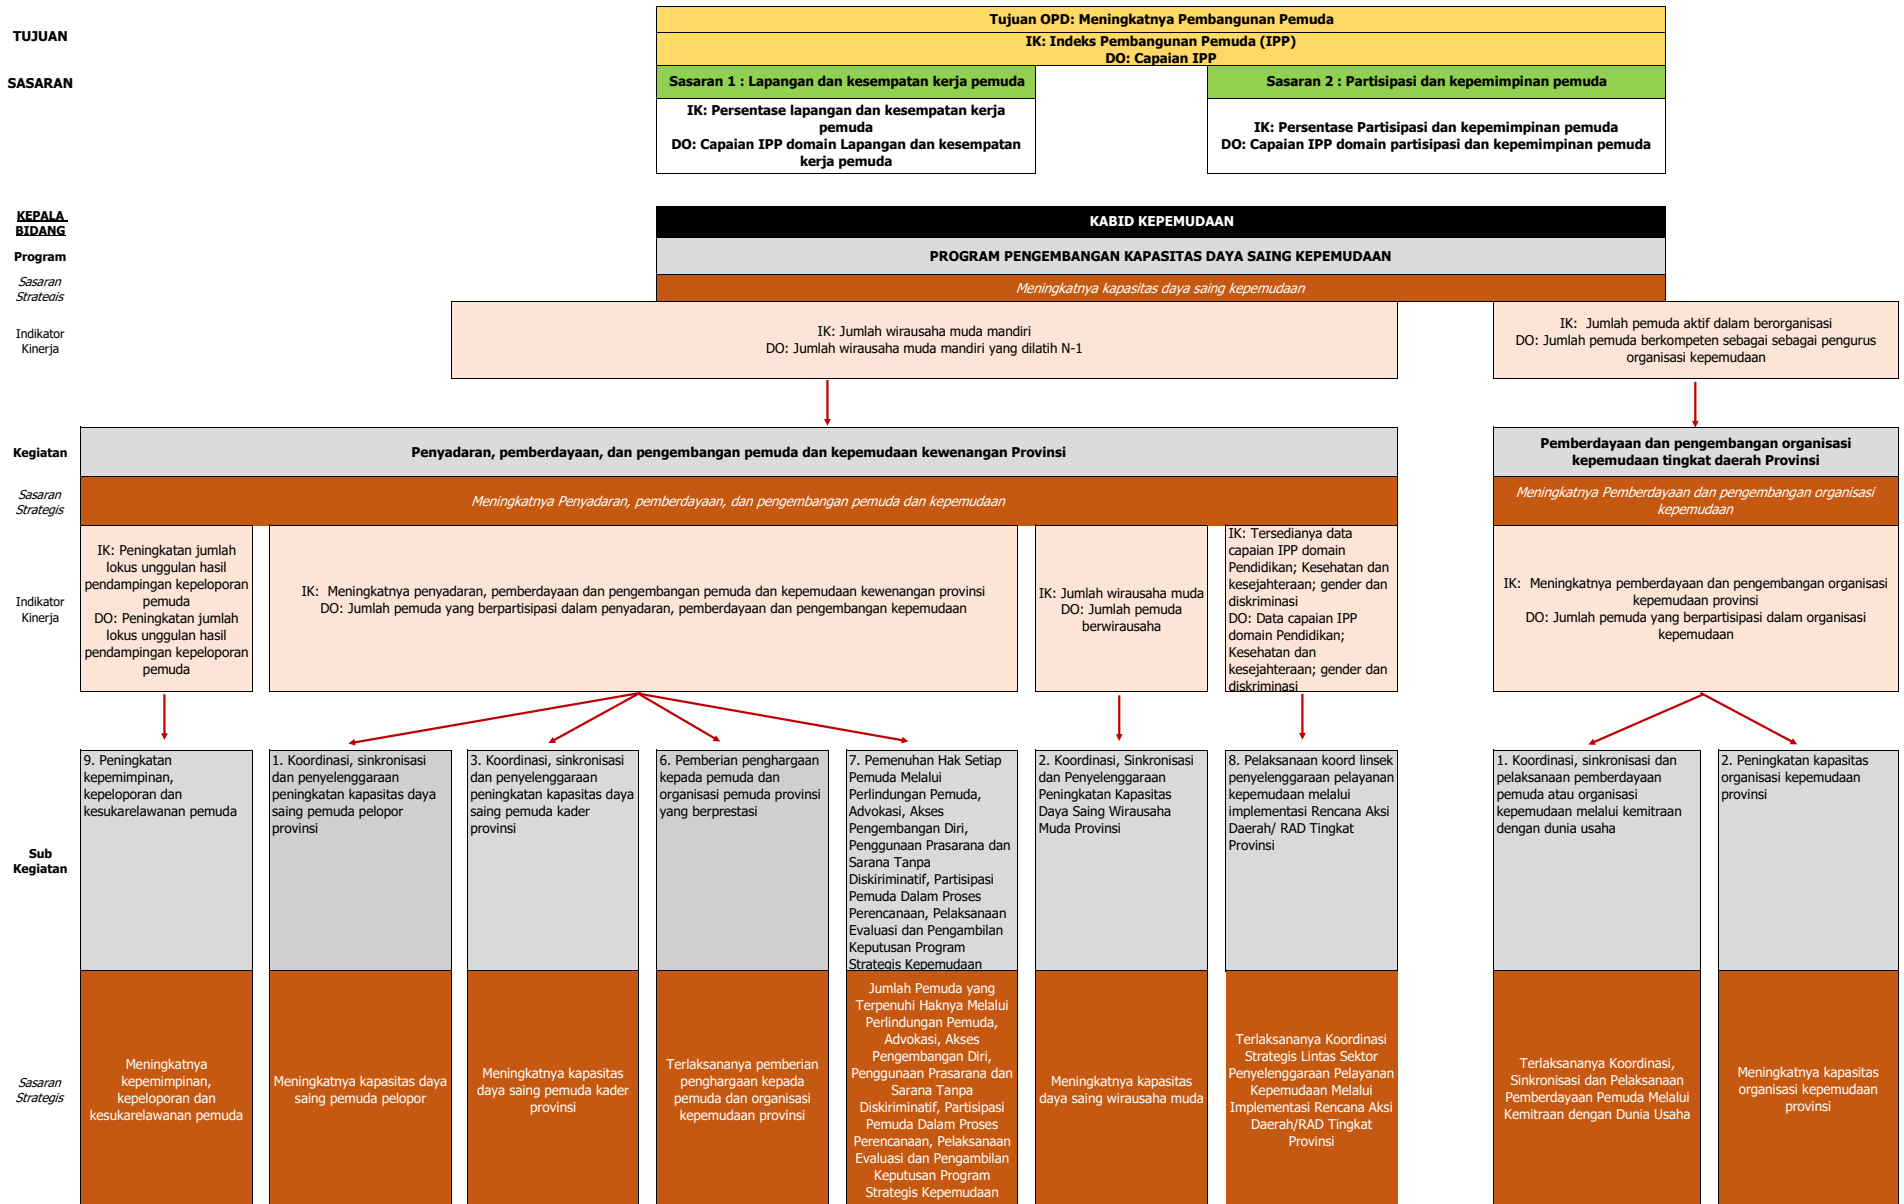 TUJUAN
Tujuan OPD: Meningkatnya Pembangunan Pemuda
IK: Indeks Pembangunan Pemuda (IPP)
DO: Capaian IPP
SASARAN
Sasaran 1 : Lapangan dan kesempatan kerja pemuda
IK: Persentase lapangan dan kesempatan kerja
pemuda
DO: Capaian IPP domain Lapangan dan kesempatan
kerja pemuda
Sasaran 2 : Partisipasi dan kepemimpinan pemuda
IK: Persentase Partisipasi dan kepemimpinan pemuda
DO: Capaian IPP domain partisipasi dan kepemimpinan pemuda
KEPALA
BIDANG
KABID KEPEMUDAAN
Program
PROGRAM PENGEMBANGAN KAPASITAS DAYA SAING KEPEMUDAAN
Sasaran
Strategis
Meningkatnya kapasitas daya saing kepemudaan
Indikator
Kinerja
IK: Jumlah wirausaha muda mandiri
DO: Jumlah wirausaha muda mandiri yang dilatih N-1
IK:  Jumlah pemuda aktif dalam berorganisasi
DO: Jumlah pemuda berkompeten sebagai sebagai pengurus
organisasi kepemudaan
Kegiatan
Penyadaran, pemberdayaan, dan pengembangan pemuda dan kepemudaan kewenangan Provinsi
Pemberdayaan dan pengembangan organisasi
kepemudaan tingkat daerah Provinsi
Sasaran
Strategis
Meningkatnya Penyadaran, pemberdayaan, dan pengembangan pemuda dan kepemudaan
Meningkatnya Pemberdayaan dan pengembangan organisasi
kepemudaan
Indikator
Kinerja
IK: Peningkatan jumlah
lokus unggulan hasil
pendampingan kepeloporan
pemuda
DO: Peningkatan jumlah
lokus unggulan hasil
pendampingan kepeloporan
pemuda
IK:  Meningkatnya penyadaran, pemberdayaan dan pengembangan pemuda dan kepemudaan kewenangan provinsi
DO: Jumlah pemuda yang berpartisipasi dalam penyadaran, pemberdayaan dan pengembangan kepemudaan
IK: Jumlah wirausaha muda
DO: Jumlah pemuda
berwirausaha
IK: Tersedianya data
capaian IPP domain
Pendidikan; Kesehatan dan
kesejahteraan; gender dan
diskriminasi
DO: Data capaian IPP
domain Pendidikan;
Kesehatan dan
kesejahteraan; gender dan
diskriminasi
IK:  Meningkatnya pemberdayaan dan pengembangan organisasi
kepemudaan provinsi
DO: Jumlah pemuda yang berpartisipasi dalam organisasi
kepemudaan
Sub
Kegiatan
9. Peningkatan
kepemimpinan,
kepeloporan dan
kesukarelawanan pemuda
1. Koordinasi, sinkronisasi
dan penyelenggaraan
peningkatan kapasitas daya
saing pemuda pelopor
provinsi
3. Koordinasi, sinkronisasi
dan penyelenggaraan
peningkatan kapasitas daya
saing pemuda kader
provinsi
6. Pemberian penghargaan
kepada pemuda dan
organisasi pemuda provinsi
yang berprestasi
7. Pemenuhan Hak Setiap
Pemuda Melalui
Perlindungan Pemuda,
Advokasi, Akses
Pengembangan Diri,
Penggunaan Prasarana dan
Sarana Tanpa
Diskiriminatif, Partisipasi
Pemuda Dalam Proses
Perencanaan, Pelaksanaan
Evaluasi dan Pengambilan
Keputusan Program
Strategis Kepemudaan
2. Koordinasi, Sinkronisasi
dan Penyelenggaraan
Peningkatan Kapasitas
Daya Saing Wirausaha
Muda Provinsi
8. Pelaksanaan koord linsek
penyelenggaraan pelayanan
kepemudaan melalui
implementasi Rencana Aksi
Daerah/ RAD Tingkat
Provinsi
1. Koordinasi, sinkronisasi dan
pelaksanaan pemberdayaan
pemuda atau organisasi
kepemudaan melalui kemitraan
dengan dunia usaha
2. Peningkatan kapasitas
organisasi kepemudaan
provinsi
Sasaran
Strategis
Meningkatnya
kepemimpinan,
kepeloporan dan
kesukarelawanan pemuda
Meningkatnya kapasitas daya
saing pemuda pelopor
Meningkatnya kapasitas
daya saing pemuda kader
provinsi
Terlaksananya pemberian
penghargaan kepada
pemuda dan organisasi
kepemudaan provinsi
Jumlah Pemuda yang
Terpenuhi Haknya Melalui
Perlindungan Pemuda,
Advokasi, Akses
Pengembangan Diri,
Penggunaan Prasarana dan
Sarana Tanpa
Diskiriminatif, Partisipasi
Pemuda Dalam Proses
Perencanaan, Pelaksanaan
Evaluasi dan Pengambilan
Keputusan Program
Strategis Kepemudaan
Meningkatnya kapasitas
daya saing wirausaha muda
Terlaksananya Koordinasi
Strategis Lintas Sektor
Penyelenggaraan Pelayanan
Kepemudaan Melalui
Implementasi Rencana Aksi
Daerah/RAD Tingkat
Provinsi
Terlaksananya Koordinasi,
Sinkronisasi dan Pelaksanaan
Pemberdayaan Pemuda Melalui
Kemitraan dengan Dunia Usaha
Meningkatnya kapasitas
organisasi kepemudaan
provinsi